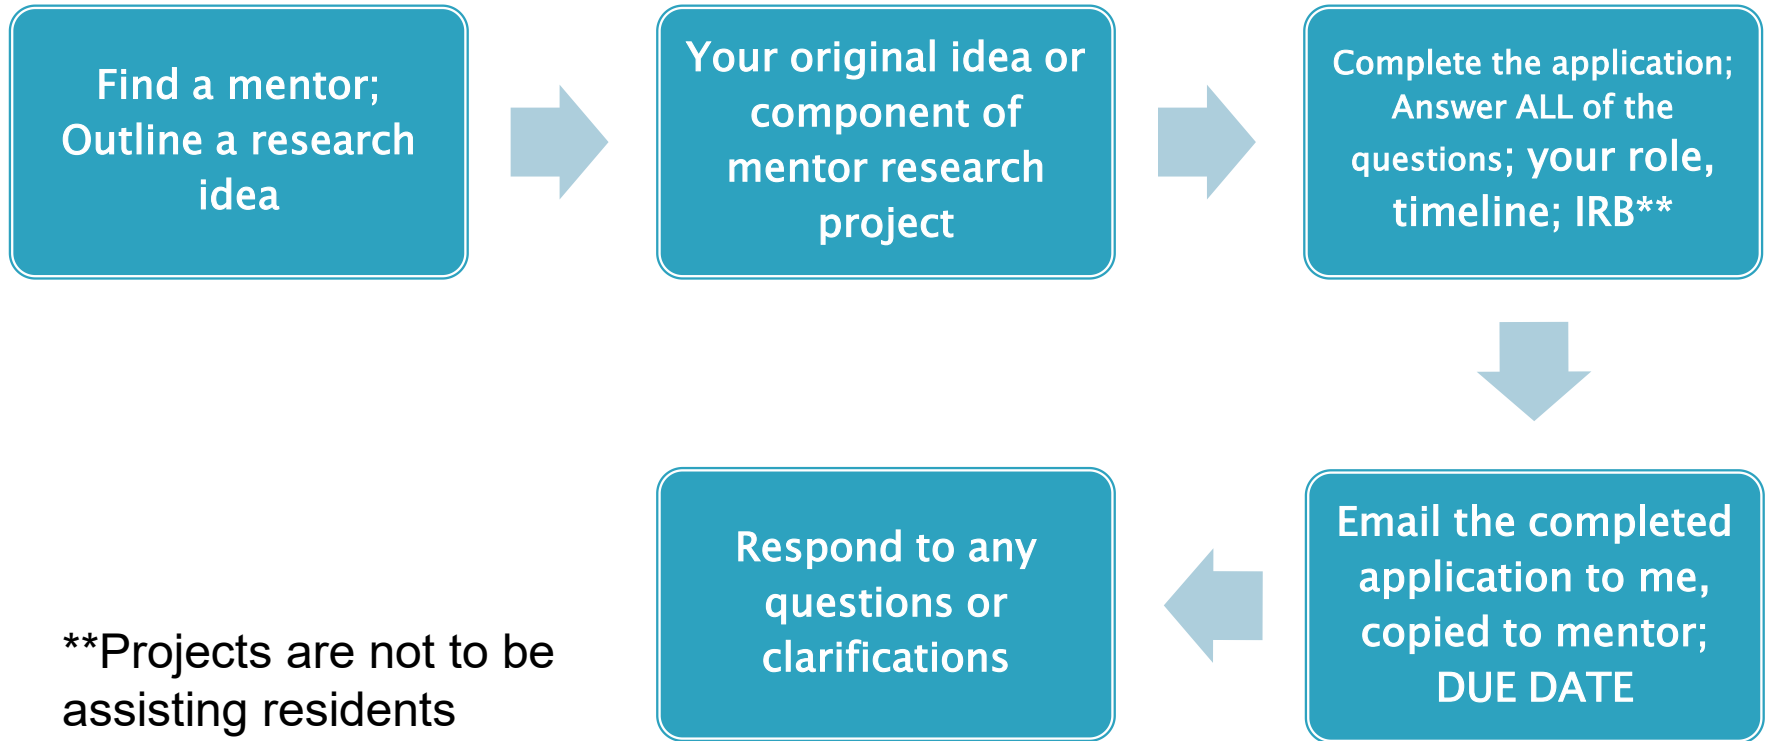 Find a mentor;
Outline a research
idea
Your original idea or
component of
mentor research
project
Complete the application;
Answer ALL of the
questions; your role,
timeline; IRB**
Email the completed
application to me,
copied to mentor;
DUE DATE
Respond to any
questions or
clarifications
**Projects are not to be
assisting residents